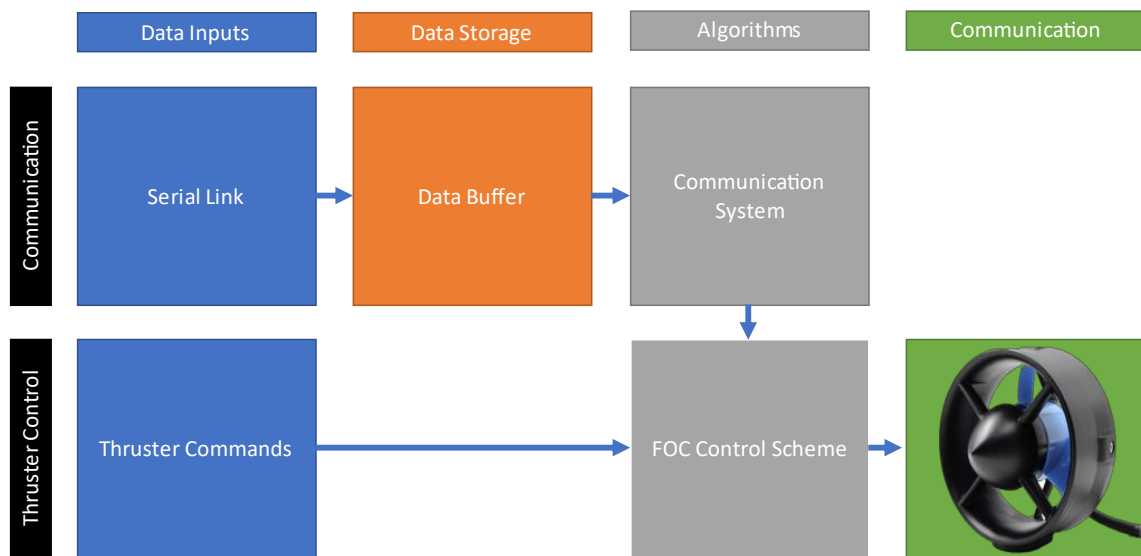 Data Inputs
Data Storage
Algorithms
Communication
Communication
Serial Link
Data Buffer
Communication
System
Thruster Control
Thruster Commands
FOC Control Scheme